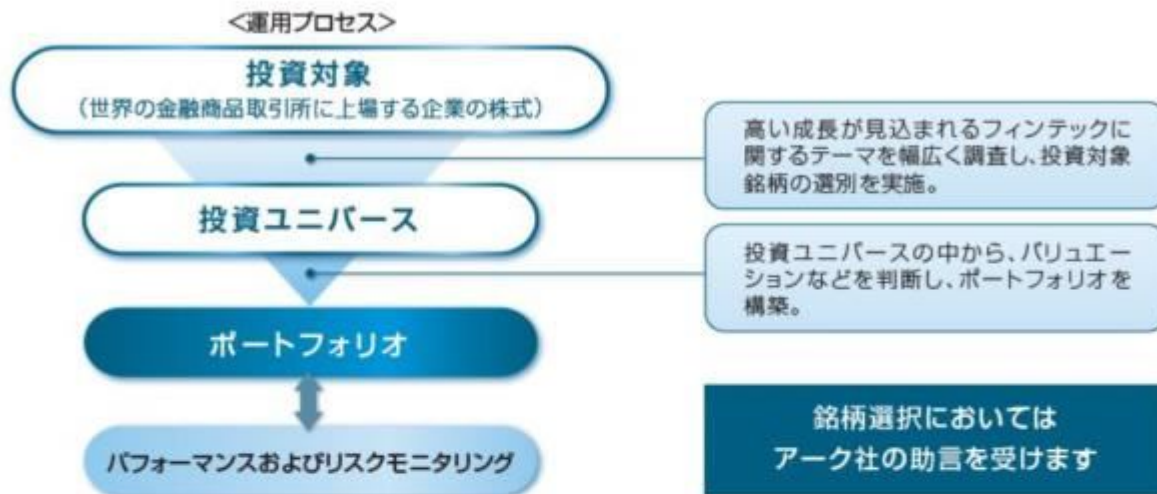 <運用プロセス>
投資対象
(世界の金融商品取引所に上場する企業の株式)
高い成長が見込まれるフィンテックに
関するテーマを幅広く調査し、投資対象
銘柄の選別を実施。
投資ユニバース
投資ユニバースの中から、バリュエー
ションなどを判断し、ポートフォリオを
構築。
ポートフォリオ
パフォーマンスおよびリスクモニタリング
銘柄選択においては
アーク社の助言を受けます